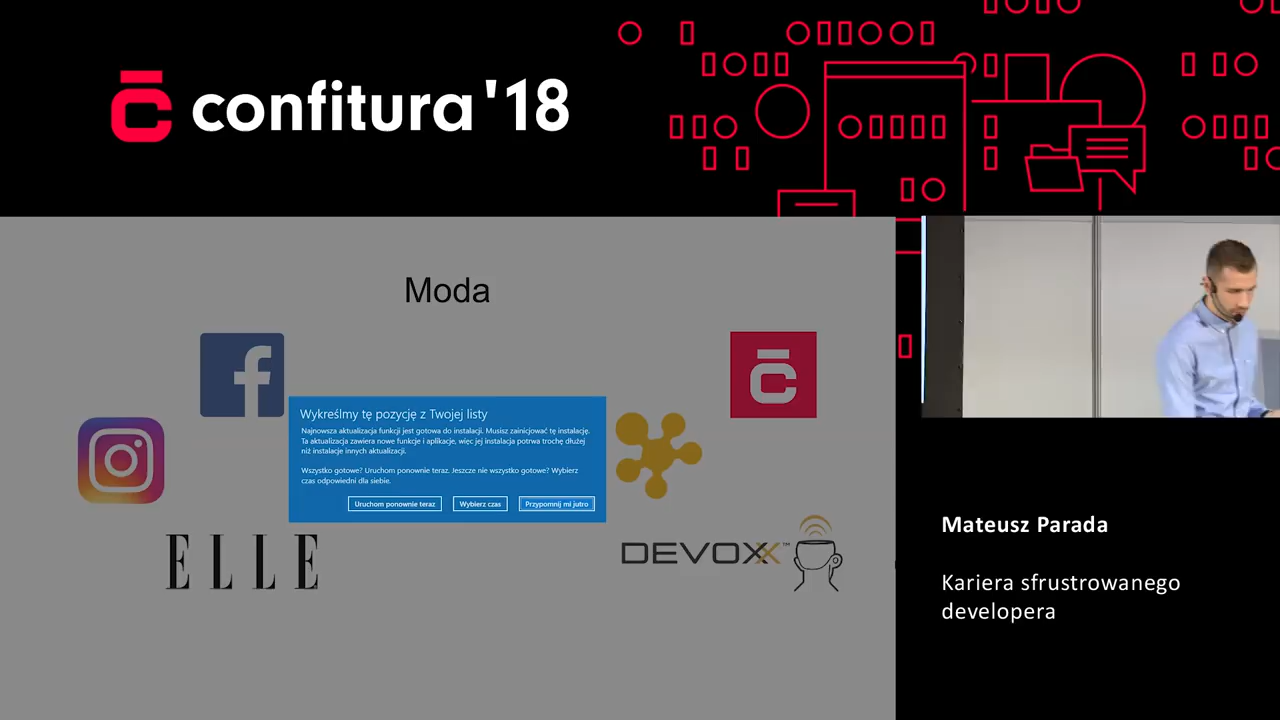 confitura '18
Moda
Wykreślmy tę pozycję z Twojej listy
Najnowsza aktualizacja funkcji jest gotowa do instalacji. Musisz zainicjować tę instalację.
Ta aktualizacja zawiera nowe funkcje i aplikacje, więc jej instalacja potrwa trochę dłużej
niż instalacje innych aktualizacji.
Wszystko gotowe? Uruchom ponownie teraz. Jeszcze nie wszystko gotowe? Wybierz
czas odpowiedni dla siebie.
Uruchom ponownie teraz
Wybierz czas
Przypomnij mi jutro
ELLE
DEVOXX™
Mateusz Parada
Kariera sfrustrowanego
developera